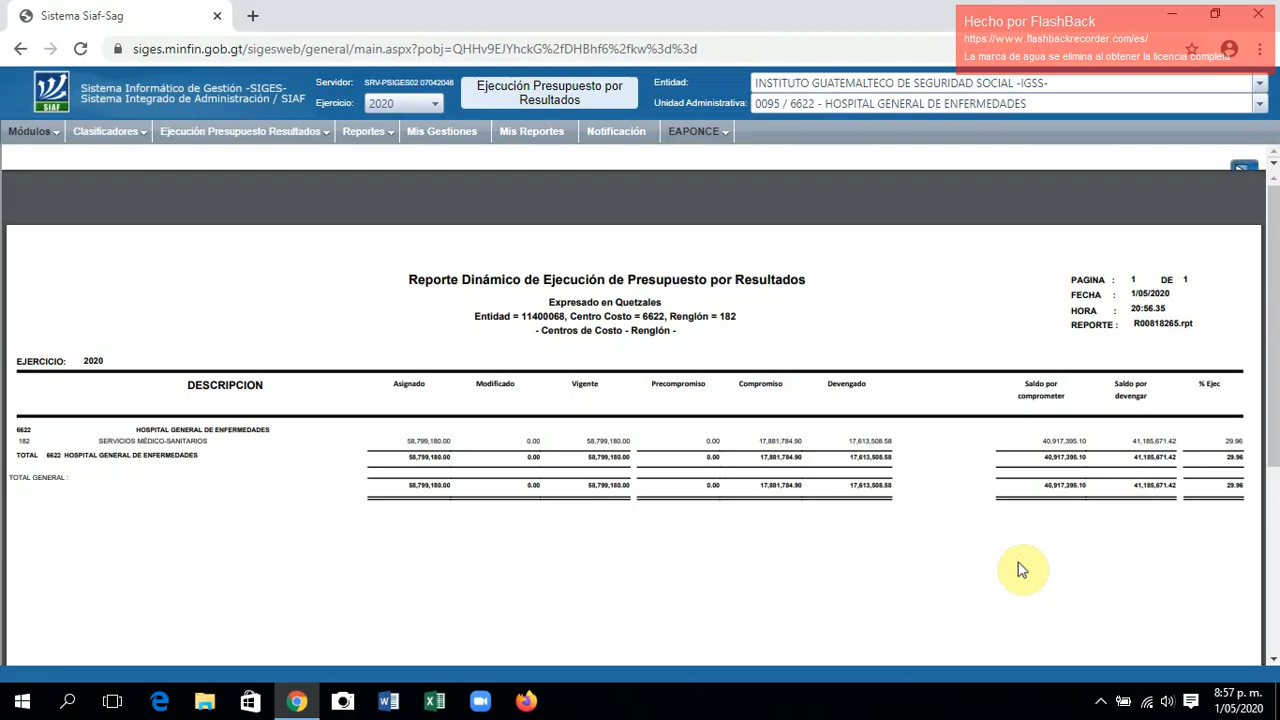 Sistema Siaf-Sag
Hecho por FlashBack
https://www.flashbackrecorder.com/es/
La marca de agua se elimina al obtener la licencia completa
siges.minfin.gob.gt/sigesweb/genersl/main.aspx?pobj=QHHv9EJYhckG%2fDHBhf6%2fkw%3d%3d
SIAF
Sistema Informático de Gestión -SIGES-
Sistema Integrado de Administración / SIAF
Servidor: SRV-PSIGES02 07042046
Ejercicio: 2020
Ejecución Presupuesto por Resultados
Entidad: INSTITUTO GUATEMALTECO DE SEGURIDAD SOCIAL -IGSS-
Unidad Administrativa: 0095 / 6622 - HOSPITAL GENERAL DE ENFERMEDADES
Módulos Clasificadores Ejecución Presupuesto Resultados Reportes Mis Gestiones Mis Reportes Notificación EAPONCE
Reporte Dinámico de Ejecución de Presupuesto por Resultados
Expresado en Quetzales
Entidad = 11400068, Centro Costo = 6622, Renglón = 182
- Centros de Costo - Renglón -
PAGINA : 1 DE 1
FECHA : 1/05/2020
HORA : 20:56.35
REPORTE : R00818265.rpt
EJERCICIO: 2020
DESCRIPCION Asignado Modificado Vigente Precompromiso Compromiso Devengado Saldo por comprometer Saldo por devengar % Ejec
6622 HOSPITAL GENERAL DE ENFERMEDADES
182 SERVICIOS MÉDICO-SANITARIOS 58,799,180.00 0.00 58,799,180.00 0.00 17,881,784.90 17,613,508.58 40,917,395.10 41,185,671.42 29.96
TOTAL 6622 HOSPITAL GENERAL DE ENFERMEDADES 58,799,180.00 0.00 58,799,180.00 0.00 17,881,784.90 17,613,508.58 40,917,395.10 41,185,671.42 29.96
TOTAL GENERAL : 58,799,180.00 0.00 58,799,180.00 0.00 17,881,784.90 17,613,508.58 40,917,395.10 41,185,671.42 29.96
8:57 p. m.
1/05/2020